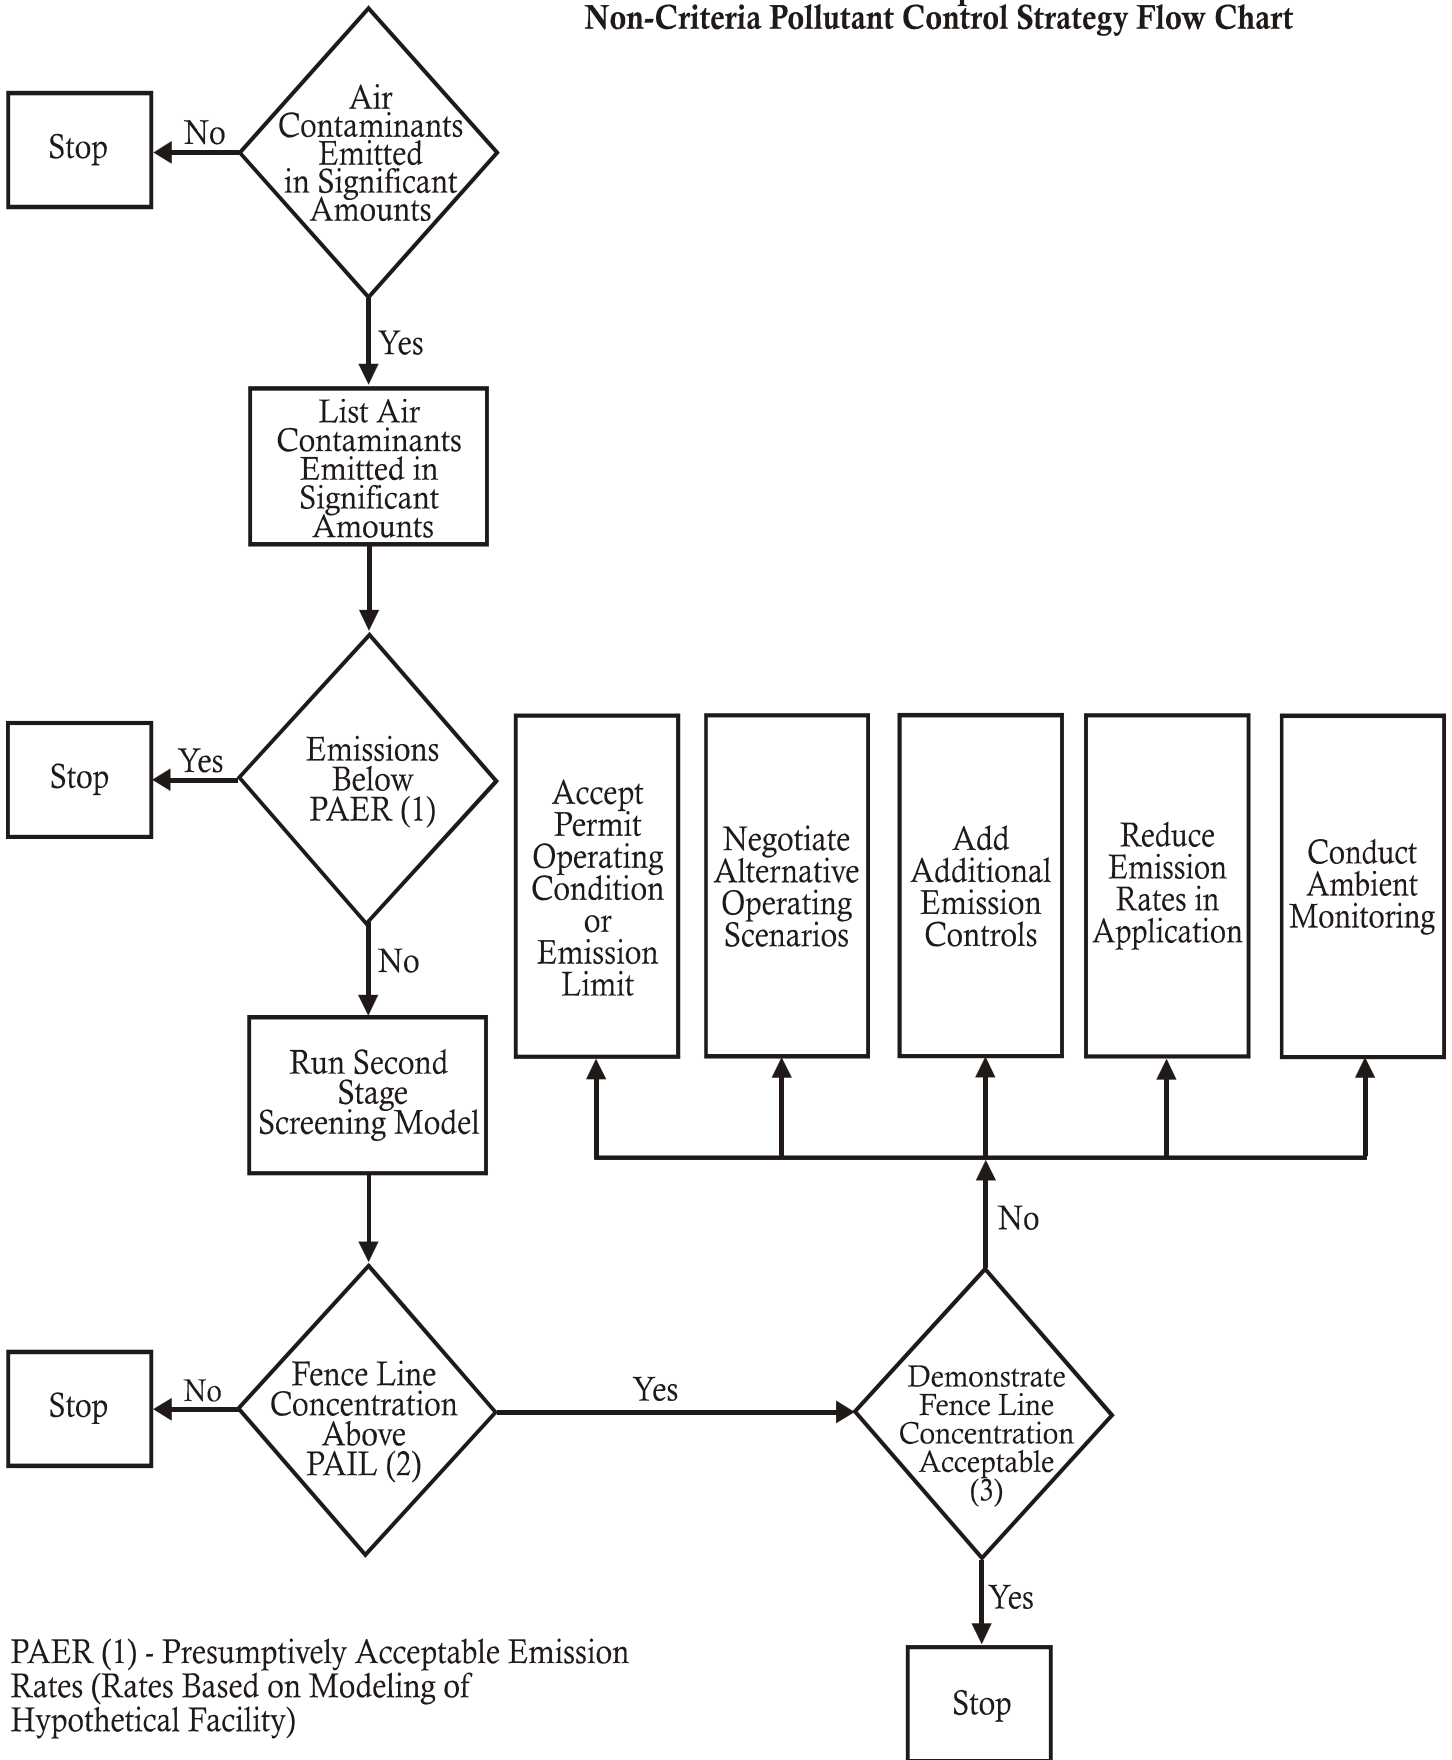 Non-Criteria Pollutant Control Strategy Flow Chart
Air
Contaminants
Emitted
in Significant
Amounts
No
Stop
Yes
List Air
Contaminants
Emitted in
Significant
Amounts
Emissions
Below
PAER (1)
Yes
Stop
No
Run Second
Stage
Screening Model
Fence Line
Concentration
Above
PAIL (2)
No
Stop
Yes
Demonstrate
Fence Line
Concentration
Acceptable
(3)
No
Accept
Permit
Operating
Condition
or
Emission
Limit
Negotiate
Alternative
Operating
Scenarios
Add
Additional
Emission
Controls
Reduce
Emission
Rates in
Application
Conduct
Ambient
Monitoring
Yes
Stop
PAER (1) - Presumptively Acceptable Emission
Rates (Rates Based on Modeling of
Hypothetical Facility)